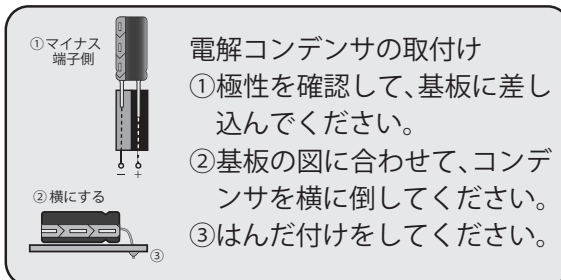 ①マイナス
端子側
− +
②横にする
③
電解コンデンサの取付け
①極性を確認して、基板に差し
込んでください。
②基板の図に合わせて、コンデ
ンサを横に倒してください。
③はんだ付けをしてください。